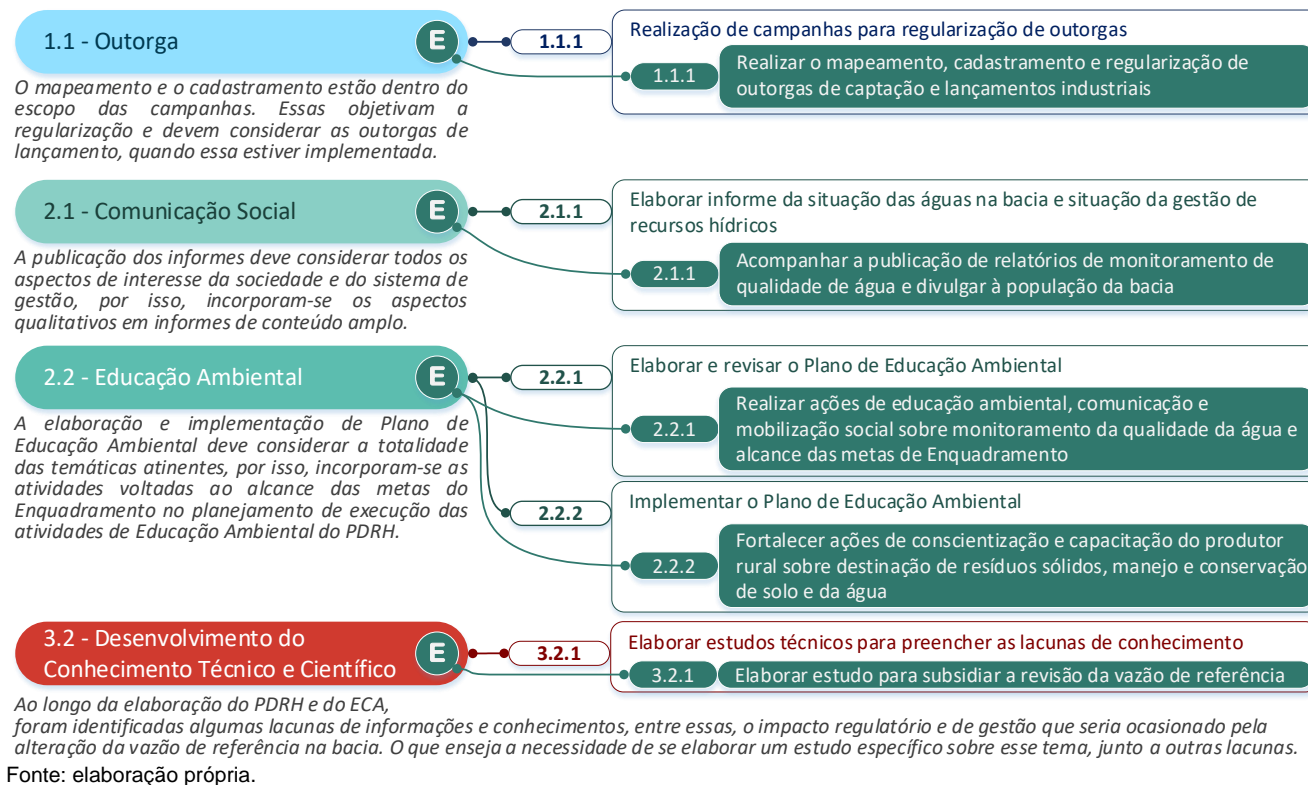 1.1 - Outorga
E
1.1.1
Realização de campanhas para regularização de outorgas
1.1.1
Realizar o mapeamento, cadastramento e regularização de
outorgas de captação e lançamentos industriais
O mapeamento e o cadastramento estão dentro do
escopo das campanhas. Essas objetivam a
regularização e devem considerar as outorgas de
lançamento, quando essa estiver implementada.
2.1 - Comunicação Social
E
2.1.1
Elaborar informe da situação das águas na bacia e situação da gestão de
recursos hídricos
2.1.1
Acompanhar a publicação de relatórios de monitoramento de
qualidade de água e divulgar à população da bacia
A publicação dos informes deve considerar todos os
aspectos de interesse da sociedade e do sistema de
gestão, por isso, incorporam-se os aspectos
qualitativos em informes de conteúdo amplo.
2.2 - Educação Ambiental
E
2.2.1
Elaborar e revisar o Plano de Educação Ambiental
2.2.1
Realizar ações de educação ambiental, comunicação e
mobilização social sobre monitoramento da qualidade da água e
alcance das metas de Enquadramento
A elaboração e implementação de Plano de
Educação Ambiental deve considerar a totalidade
das temáticas atinentes, por isso, incorporam-se as
atividades voltadas ao alcance das metas do
Enquadramento no planejamento de execução das
atividades de Educação Ambiental do PDRH.
2.2.2
Implementar o Plano de Educação Ambiental
2.2.2
Fortalecer ações de conscientização e capacitação do produtor
rural sobre destinação de resíduos sólidos, manejo e conservação
de solo e da água
3.2 - Desenvolvimento do
Conhecimento Técnico e Científico
E
3.2.1
Elaborar estudos técnicos para preencher as lacunas de conhecimento
3.2.1
Elaborar estudo para subsidiar a revisão da vazão de referência
Ao longo da elaboração do PDRH e do ECA,
foram identificadas algumas lacunas de informações e conhecimentos, entre essas, o impacto regulatório e de gestão que seria ocasionado pela
alteração da vazão de referência na bacia. O que enseja a necessidade de se elaborar um estudo específico sobre esse tema, junto a outras lacunas.
Fonte: elaboração própria.